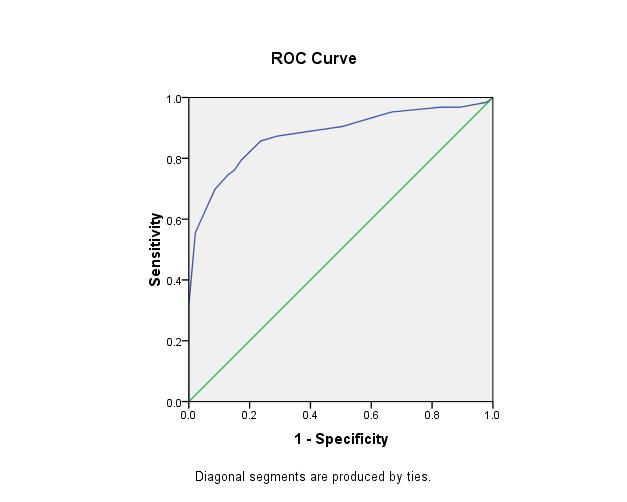 ROC Curve
Sensitivity
1.0
0.8
0.6
0.4
0.2
0.0
0.0 0.2 0.4 0.6 0.8 1.0
1 - Specificity
Diagonal segments are produced by ties.